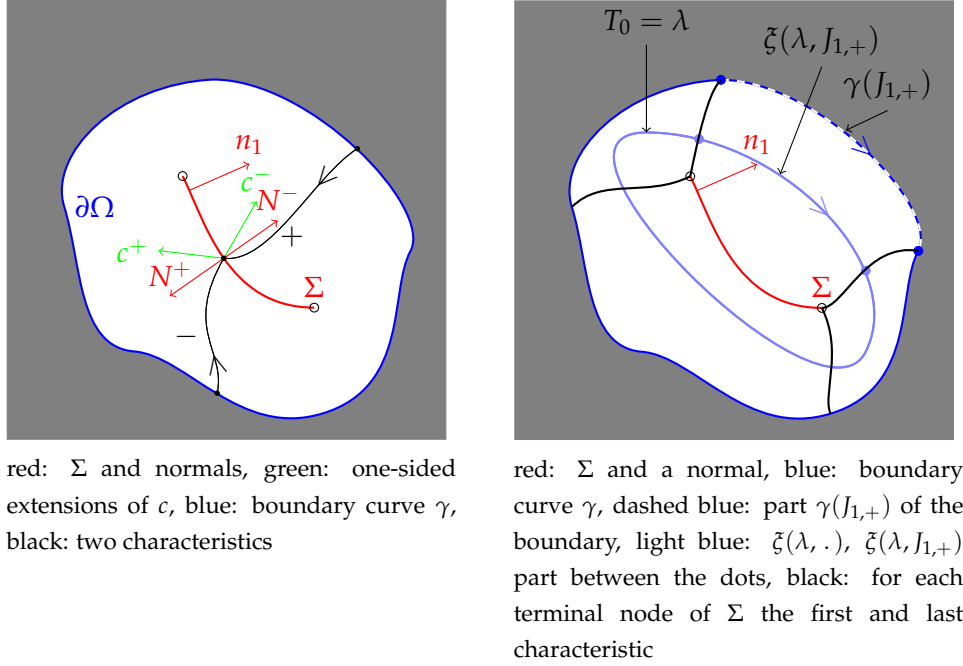 n₁
c⁻
N⁻
∂Ω
+
c⁺
N⁺
Σ
−
red: Σ and normals, green: one-sided
extensions of c, blue: boundary curve γ,
black: two characteristics
T₀ = λ
ξ(λ, J₁,₊)
γ(J₁,₊)
n₁
Σ
red: Σ and a normal, blue: boundary
curve γ, dashed blue: part γ(J₁,₊) of the
boundary, light blue: ξ(λ, .), ξ(λ, J₁,₊)
part between the dots, black: for each
terminal node of Σ the first and last
characteristic